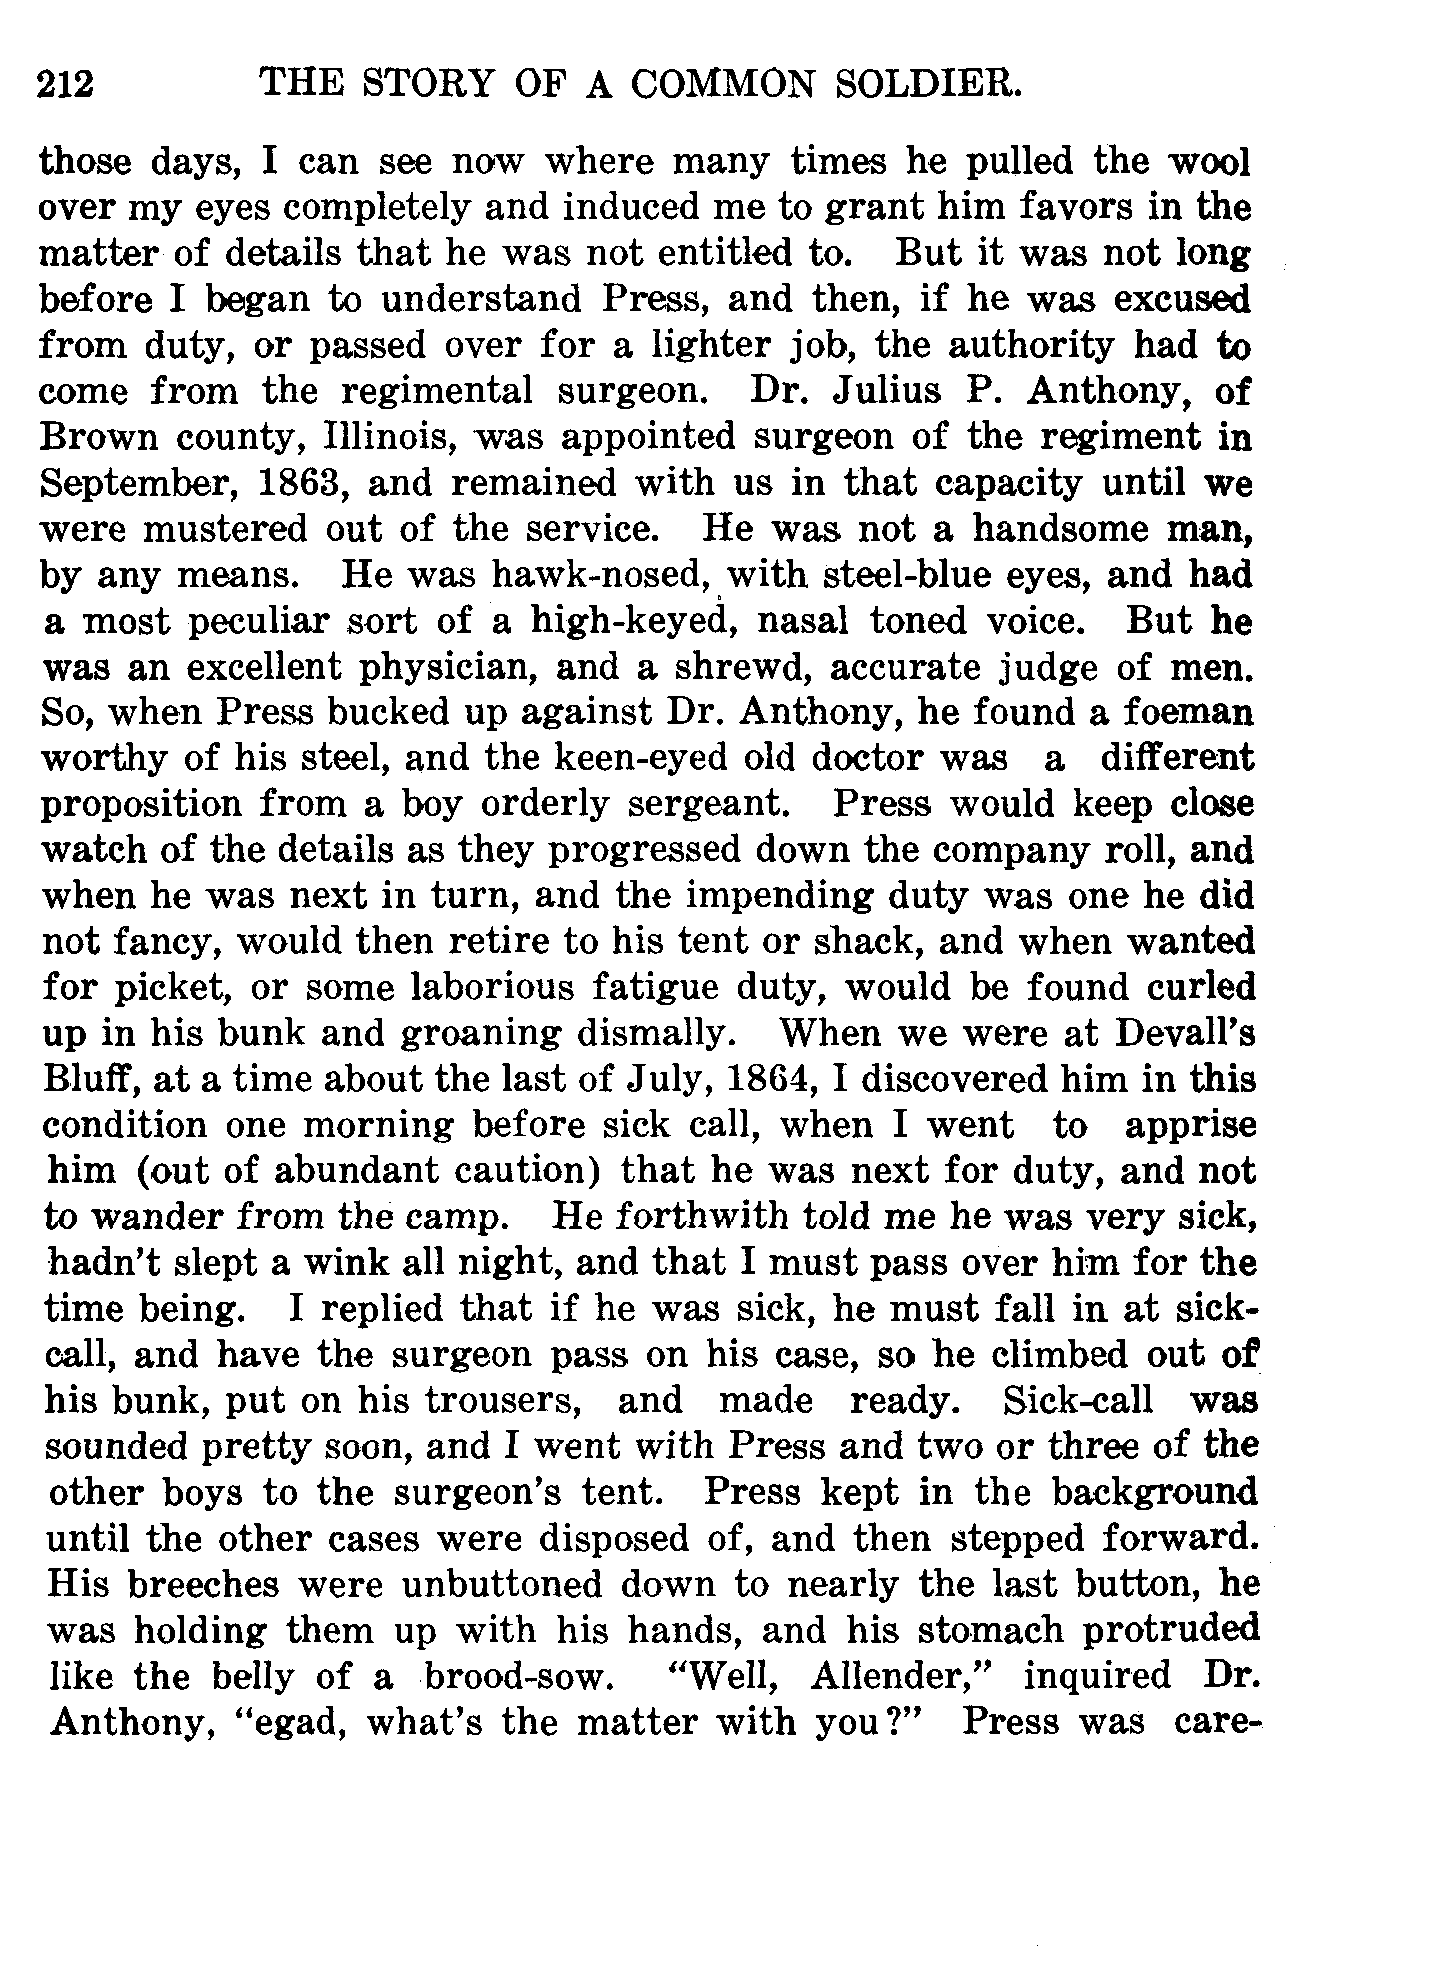 212 THE STORY OF A COMMON SOLDIER.
those days, I can see now where many times he pulled the wool
over my eyes completely and induced me to grant him favors in the
matter of details that he was not entitled to. But it was not long
before I began to understand Press, and then, if he was excused
from duty, or passed over for a lighter job, the authority had to
come from the regimental surgeon. Dr. Julius P. Anthony, of
Brown county, Illinois, was appointed surgeon of the regiment in
September, 1863, and remained with us in that capacity until we
were mustered out of the service. He was not a handsome man,
by any means. He was hawk-nosed, with steel-blue eyes, and had
a most peculiar sort of a high-keyed, nasal toned voice. But he
was an excellent physician, and a shrewd, accurate judge of men.
So, when Press bucked up against Dr. Anthony, he found a foeman
worthy of his steel, and the keen-eyed old doctor was a different
proposition from a boy orderly sergeant. Press would keep close
watch of the details as they progressed down the company roll, and
when he was next in turn, and the impending duty was one he did
not fancy, would then retire to his tent or shack, and when wanted
for picket, or some laborious fatigue duty, would be found curled
up in his bunk and groaning dismally. When we were at Devall's
Bluff, at a time about the last of July, 1864, I discovered him in this
condition one morning before sick call, when I went to apprise
him (out of abundant caution) that he was next for duty, and not
to wander from the camp. He forthwith told me he was very sick,
hadn't slept a wink all night, and that I must pass over him for the
time being. I replied that if he was sick, he must fall in at sick-
call, and have the surgeon pass on his case, so he climbed out of
his bunk, put on his trousers, and made ready. Sick-call was
sounded pretty soon, and I went with Press and two or three of the
other boys to the surgeon's tent. Press kept in the background
until the other cases were disposed of, and then stepped forward.
His breeches were unbuttoned down to nearly the last button, he
was holding them up with his hands, and his stomach protruded
like the belly of a brood-sow. "Well, Allender," inquired Dr.
Anthony, "egad, what's the matter with you?" Press was care-